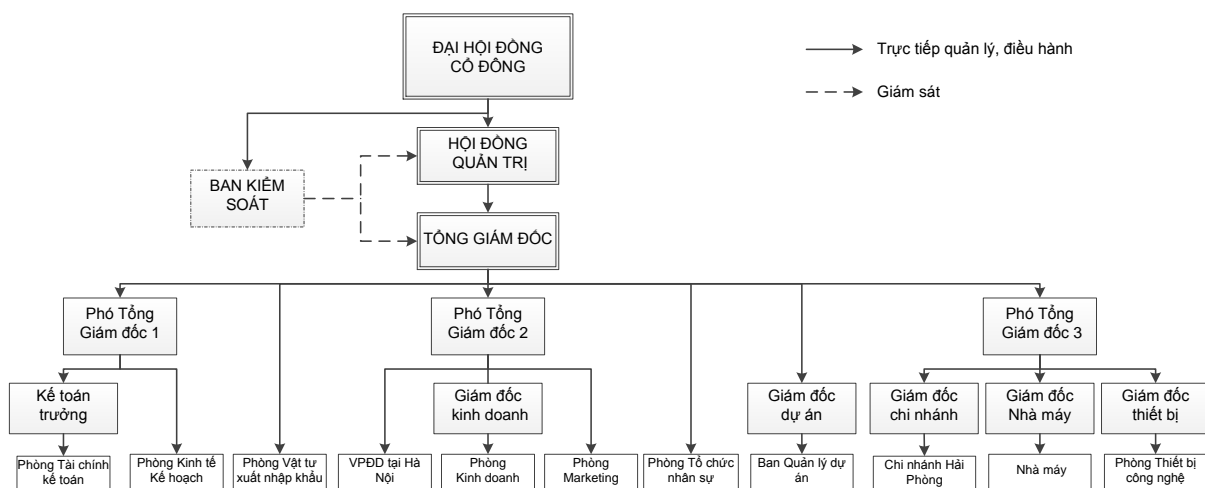 ĐẠI HỘI ĐỒNG
CỔ ĐÔNG
Trực tiếp quản lý, điều hành
Giám sát
HỘI ĐỒNG
QUẢN TRỊ
BAN KIỂM
SOÁT
TỔNG GIÁM ĐỐC
Phó Tổng
Giám đốc 1
Phó Tổng
Giám đốc 2
Phó Tổng
Giám đốc 3
Kế toán
trưởng
Giám đốc
kinh doanh
Giám đốc
dự án
Giám đốc
chi nhánh
Giám đốc
Nhà máy
Giám đốc
thiết bị
Phòng Tài chính
kế toán
Phòng Kinh tế
Kế hoạch
Phòng Vật tư
xuất nhập khẩu
VPĐD tại Hà
Nội
Phòng
Kinh doanh
Phòng
Marketing
Phòng Tổ chức
nhân sự
Ban Quản lý dự
án
Chi nhánh Hải
Phòng
Nhà máy
Phòng Thiết bị
công nghệ